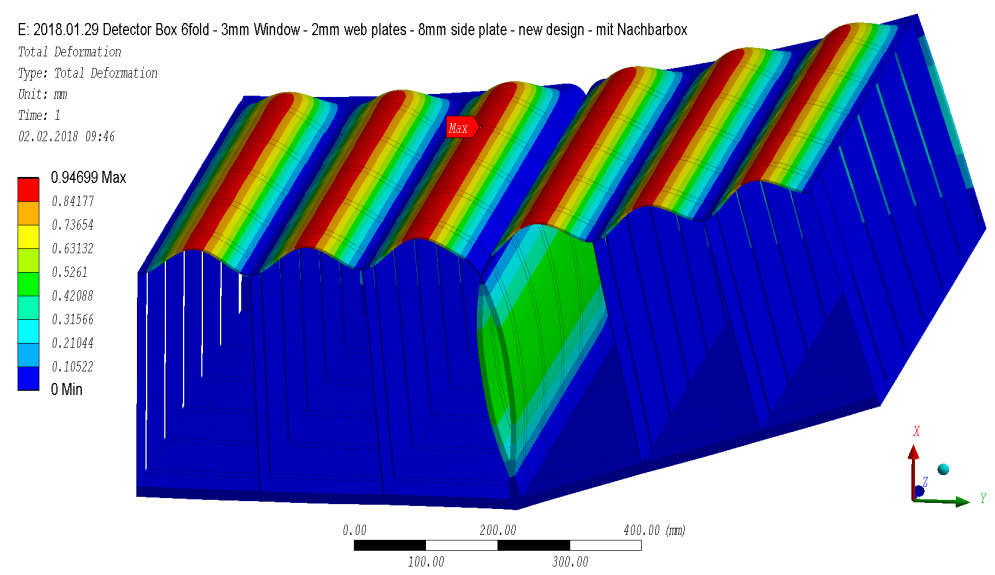 E: 2018.01.29 Detector Box 6fold - 3mm Window - 2mm web plates - 8mm side plate - new design - mit Nachbarbox
Total Deformation
Type: Total Deformation
Unit: mm
Time: 1
02.02.2018 09:46
0.94699 Max
0.84177
0.73654
0.63132
0.5261
0.42088
0.31566
0.21044
0.10522
0 Min
Max
X
Z
Y
0.00 200.00 400.00 (mm)
100.00 300.00